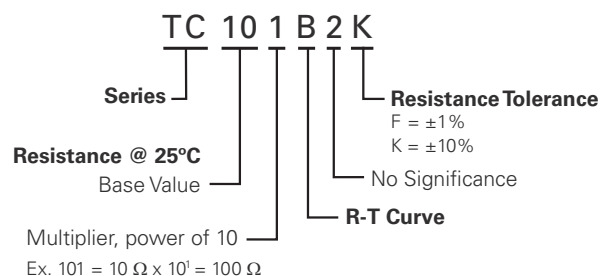 TC 10 1 B 2 K
Series
Resistance Tolerance
F = ±1%
K = ±10%
Resistance @ 25ºC
Base Value
No Significance
R-T Curve
Multiplier, power of 10
Ex. 101 = 10 Ω x 10¹ = 100 Ω